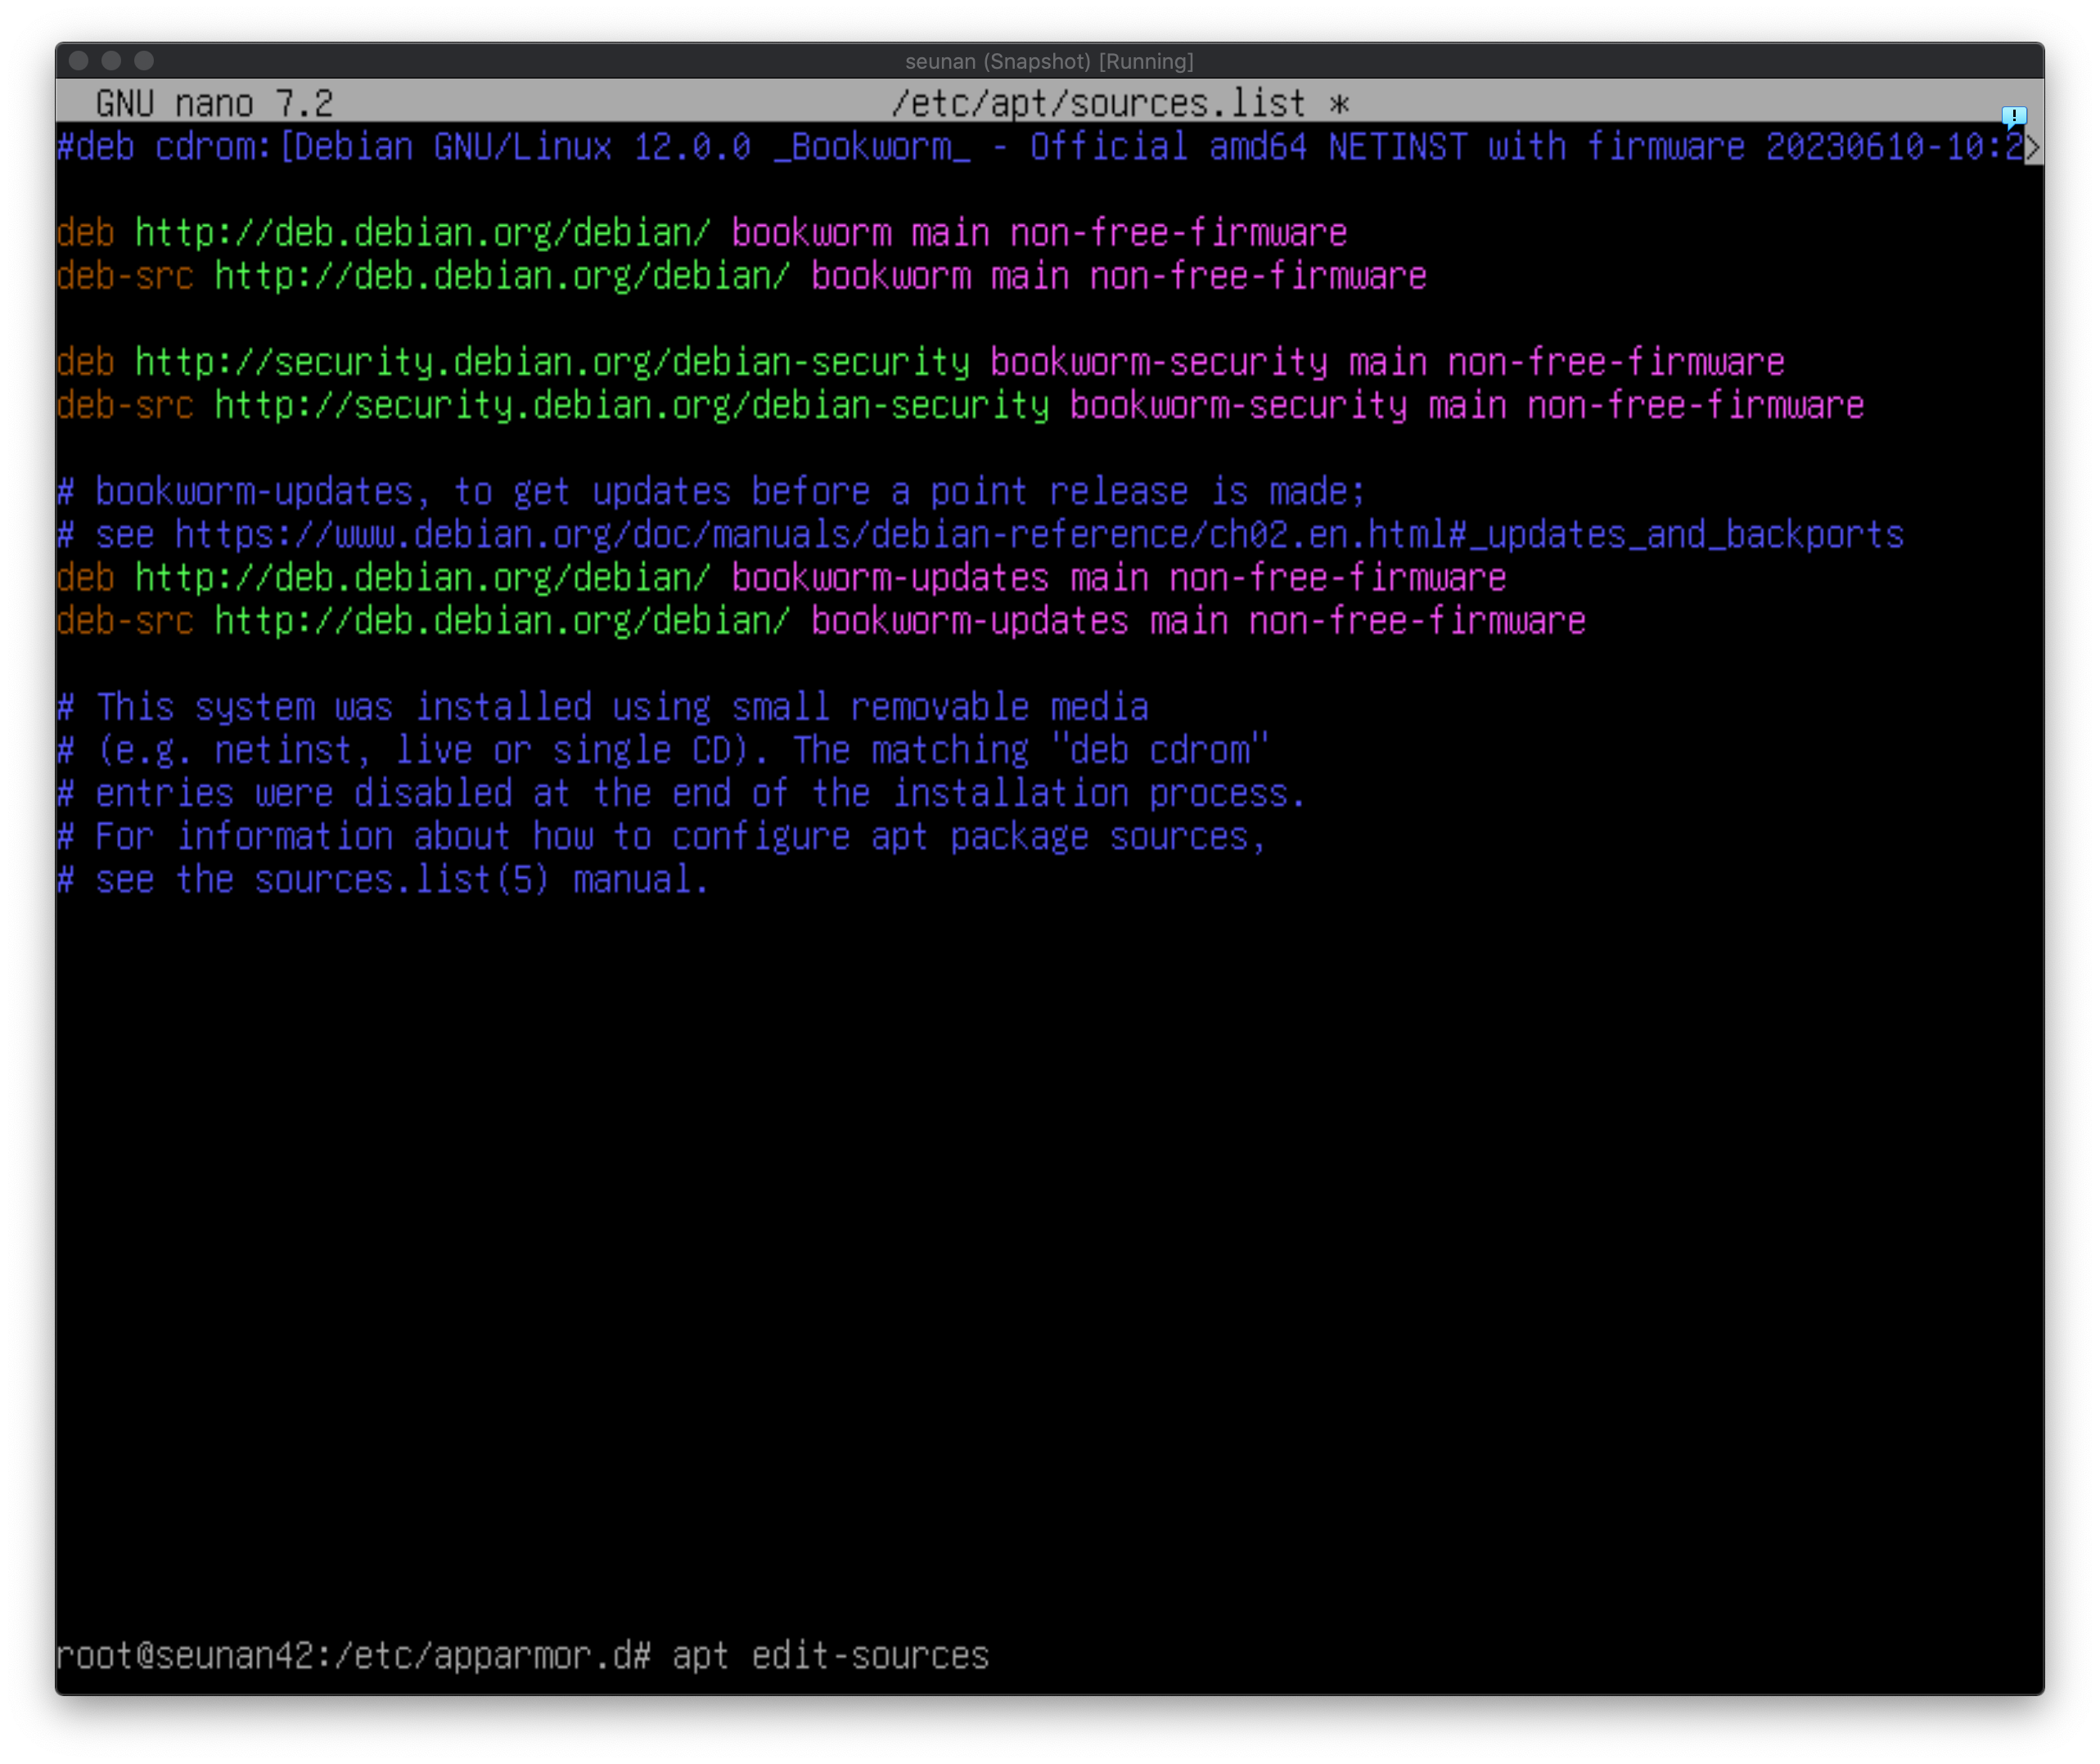 seunan (Snapshot) [Running]
GNU nano 7.2 /etc/apt/sources.list *
#deb cdrom:[Debian GNU/Linux 12.0.0 _Bookworm_ - Official amd64 NETINST with firmware 20230610-10:2>
deb http://deb.debian.org/debian/ bookworm main non-free-firmware
deb-src http://deb.debian.org/debian/ bookworm main non-free-firmware
deb http://security.debian.org/debian-security bookworm-security main non-free-firmware
deb-src http://security.debian.org/debian-security bookworm-security main non-free-firmware
# bookworm-updates, to get updates before a point release is made;
# see https://www.debian.org/doc/manuals/debian-reference/ch02.en.html#_updates_and_backports
deb http://deb.debian.org/debian/ bookworm-updates main non-free-firmware
deb-src http://deb.debian.org/debian/ bookworm-updates main non-free-firmware
# This system was installed using small removable media
# (e.g. netinst, live or single CD). The matching "deb cdrom"
# entries were disabled at the end of the installation process.
# For information about how to configure apt package sources,
# see the sources.list(5) manual.
root@seunan42:/etc/apparmor.d# apt edit-sources